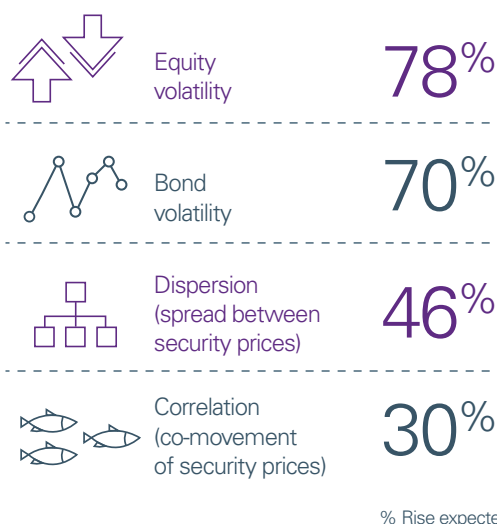 Equity
volatility
78%
Bond
volatility
70%
Dispersion
(spread between
security prices)
46%
Correlation
(co-movement
of security prices)
30%
% Rise expecte